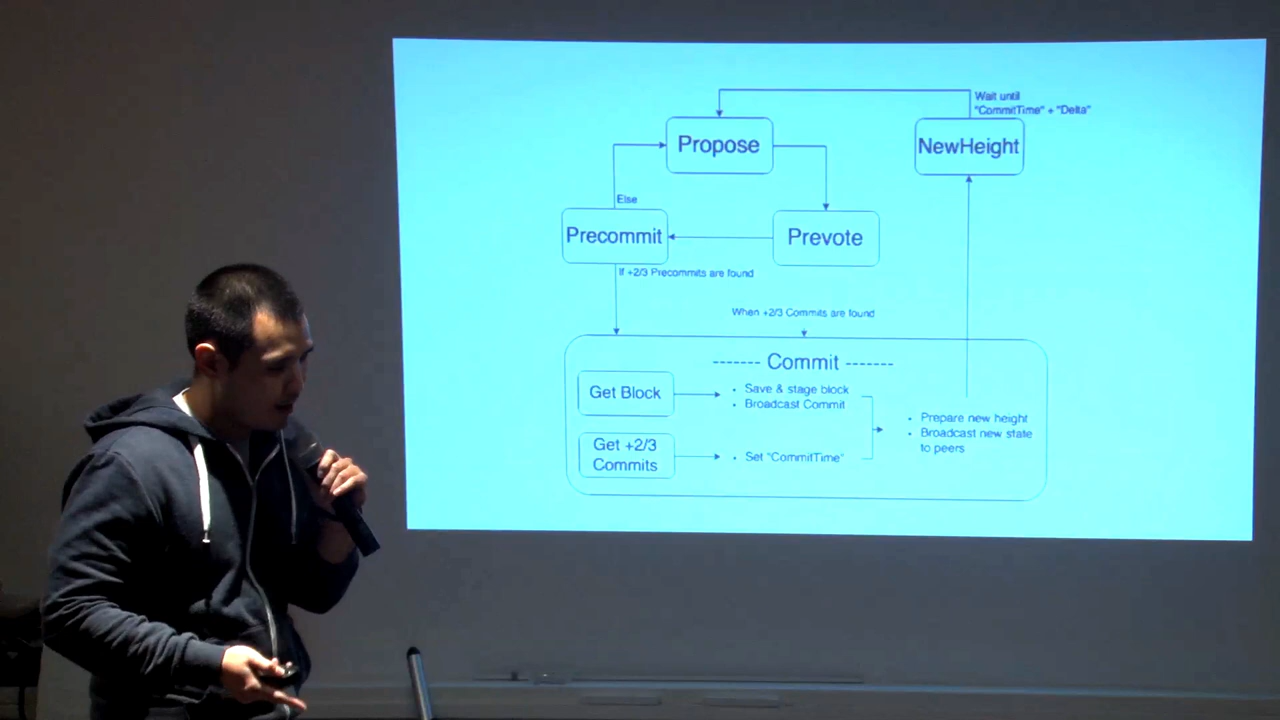 Wait until
"CommitTime" + "Delta"
Propose
NewHeight
Else
Precommit
Prevote
If +2/3 Precommits are found
When +2/3 Commits are found
------- Commit -------
Get Block
• Save & stage block
• Broadcast Commit
• Prepare new height
• Broadcast new state
to peers
Get +2/3
Commits
• Set "CommitTime"